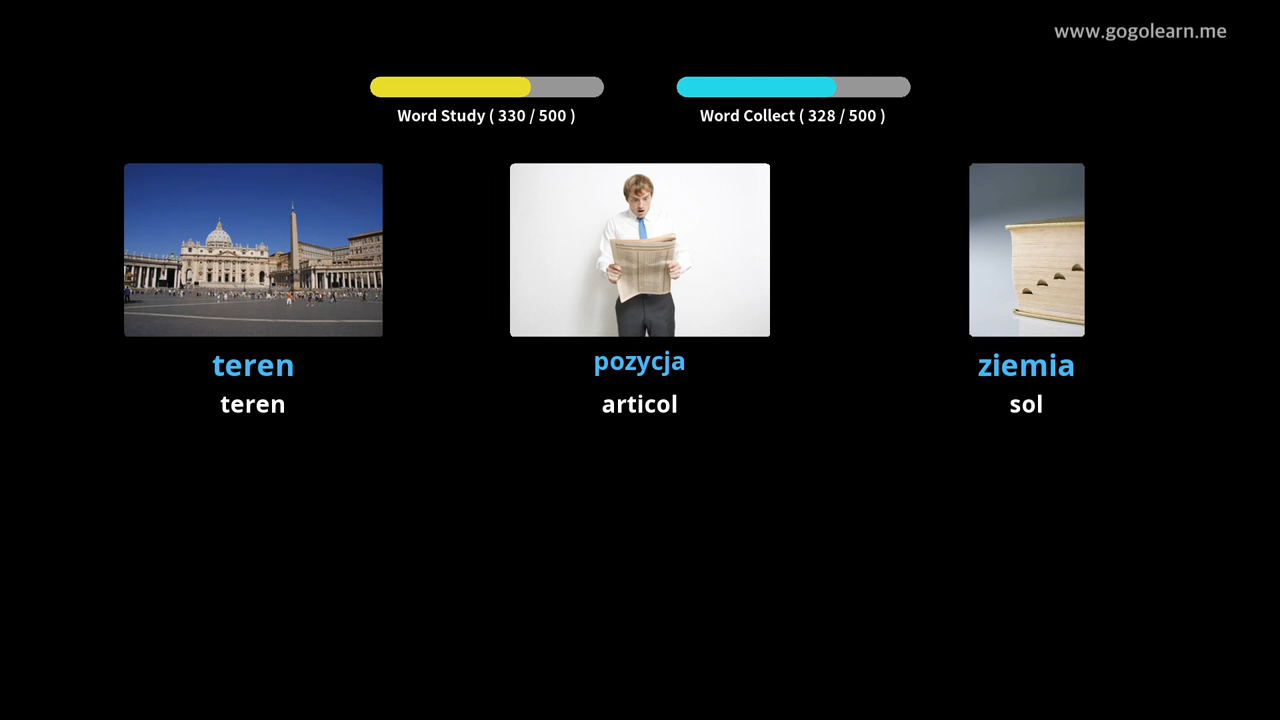 www.gogolearn.me
Word Study ( 330 / 500 )
Word Collect ( 328 / 500 )
teren
pozycja
ziemia
teren
articol
sol